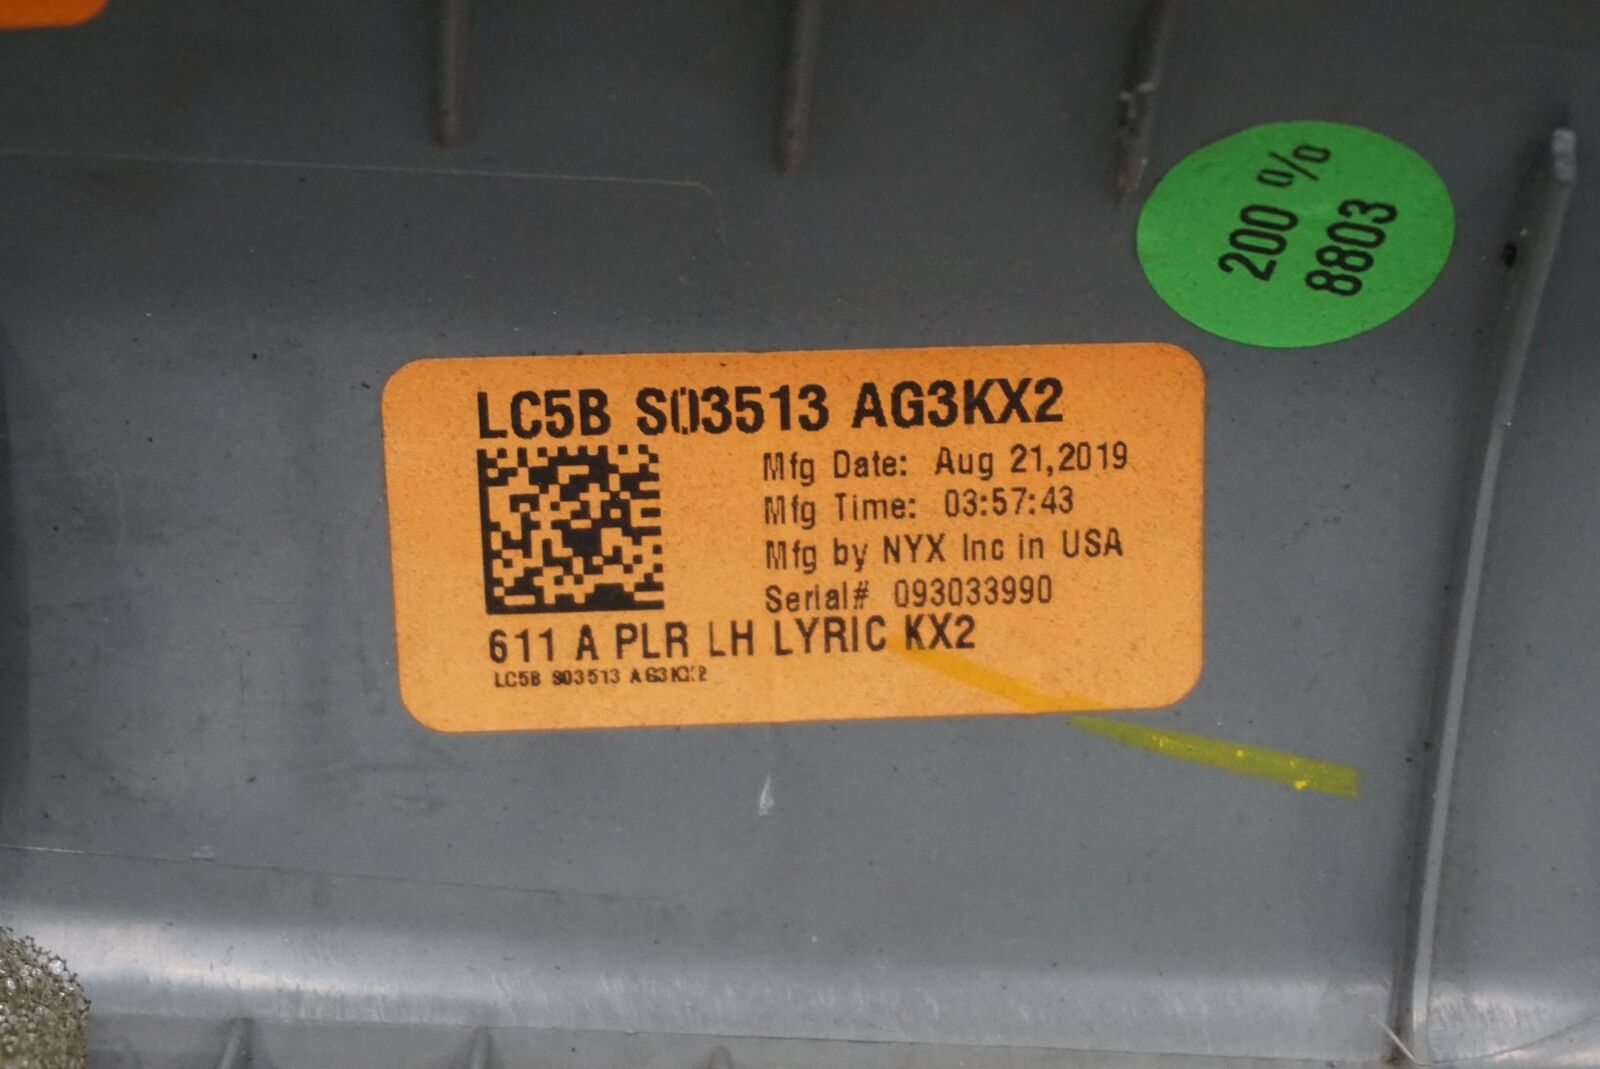 200 %
8803
LC5B S03513 AG3KX2
Mfg Date: Aug 21,2019
Mfg Time: 03:57:43
Mfg by NYX Inc in USA
Serial# 093033990
611 A PLR LH LYRIC KX2
LC5B S03513 AG3KX2